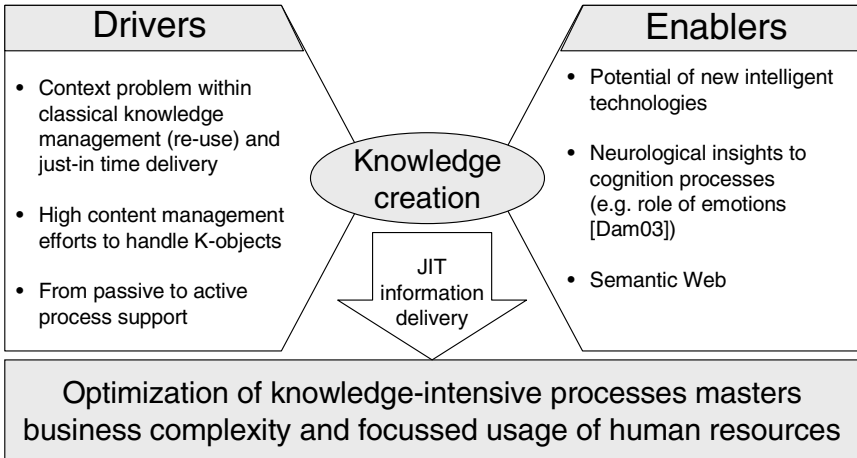 Drivers
• Context problem within
classical knowledge
management (re-use) and
just-in time delivery
• High content management
efforts to handle K-objects
• From passive to active
process support
Knowledge
creation
JIT
information
delivery
Enablers
• Potential of new intelligent
technologies
• Neurological insights to
cognition processes
(e.g. role of emotions
[Dam03])
• Semantic Web
Optimization of knowledge-intensive processes masters
business complexity and focussed usage of human resources